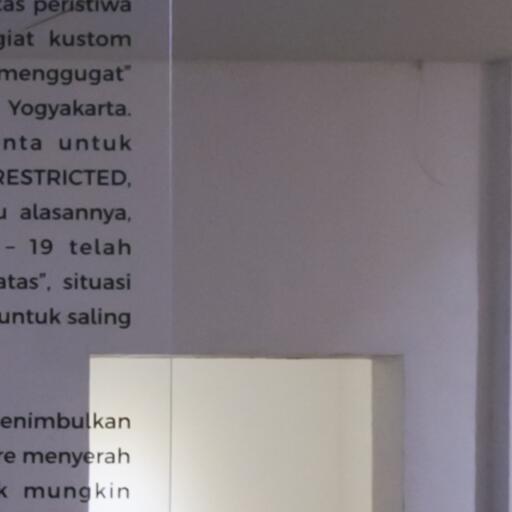 tas peristiwa
giat kustom
menggugat”
Yogyakarta.
nta untuk
RESTRICTED,
u alasannya,
– 19 telah
atas”, situasi
untuk saling
enimbulkan
re menyerah
k mungkin